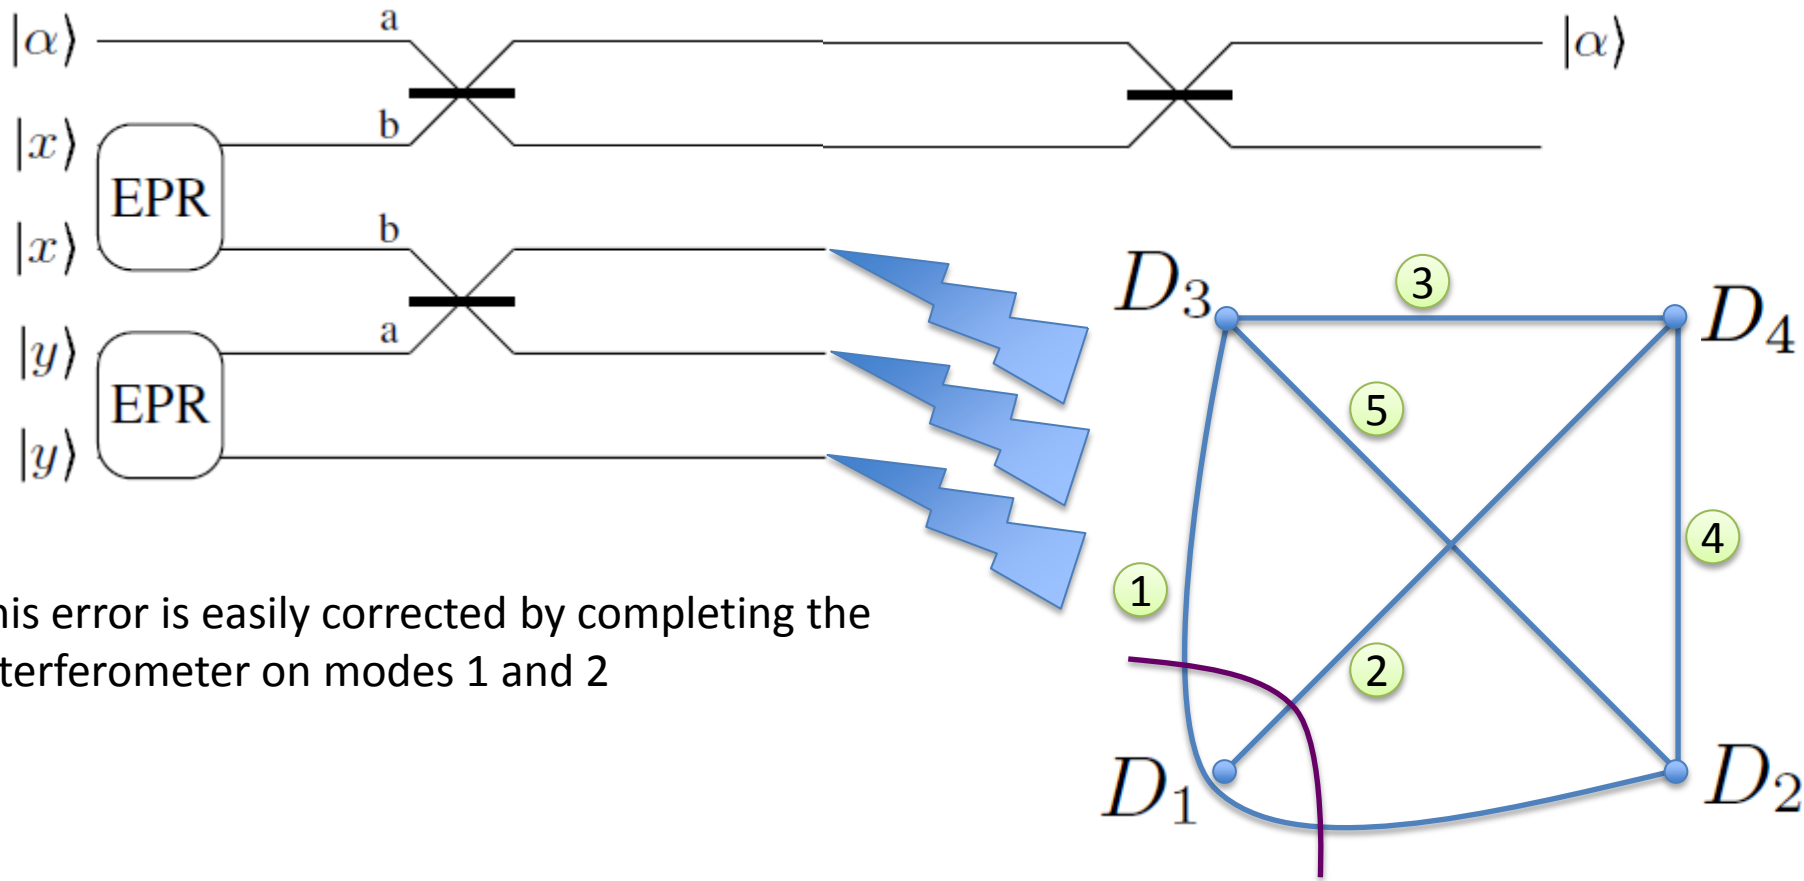 |α⟩ a |α⟩
|x⟩ b
EPR
|x⟩ b
|y⟩ a
EPR
|y⟩
D₃ 3 D₄
5
4
1
2
D₁ D₂
his error is easily corrected by completing the
terferometer on modes 1 and 2